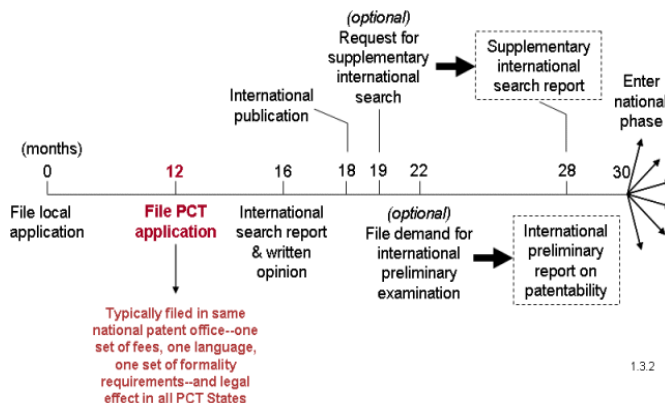 (optional)
Request for
supplementary
international
search
Supplementary
international
search report
Enter
national
phase
International
publication
(months)
0
12
16
18
19
22
28
30
File local
application
File PCT
application
International
search report
& written
opinion
(optional)
File demand for
international
preliminary
examination
International
preliminary
report on
patentability
Typically filed in same
national patent office--one
set of fees, one language,
one set of formality
requirements--and legal
effect in all PCT States
1.3.2